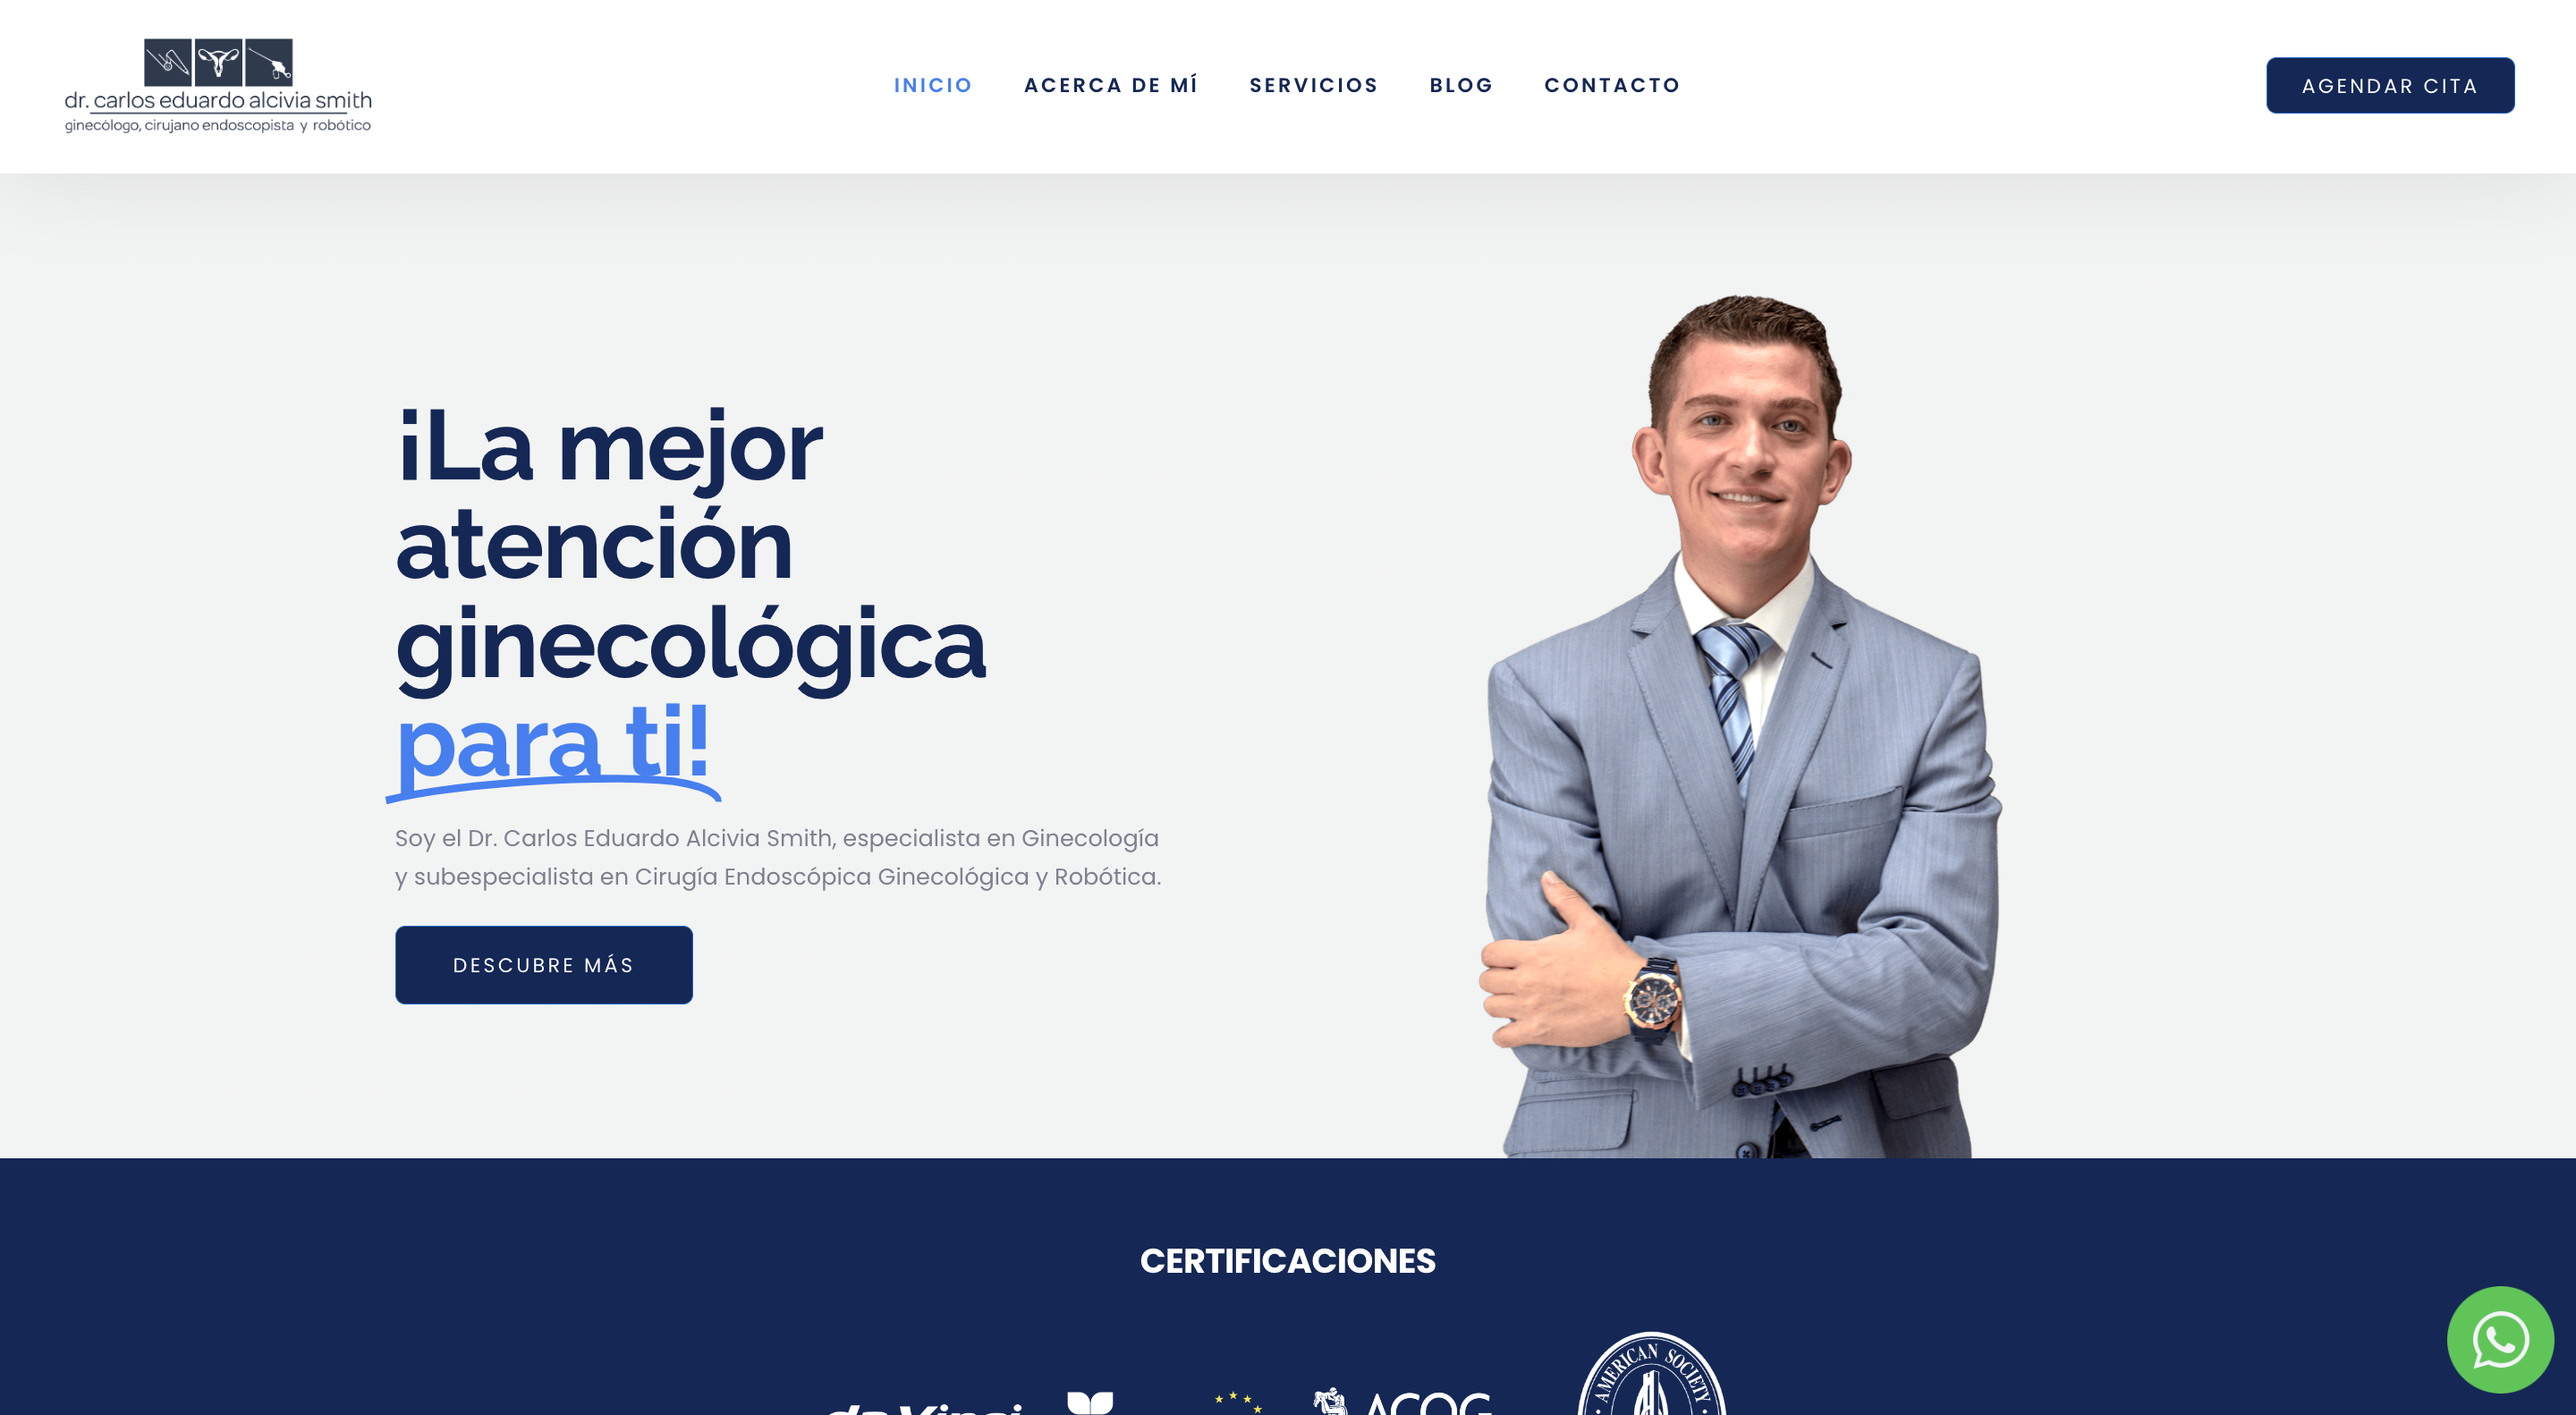 dr. carlos eduardo alcivia smith
ginecólogo, cirujano endoscopista y robótico
INICIO
ACERCA DE MÍ
SERVICIOS
BLOG
CONTACTO
AGENDAR CITA
¡La mejor
atención
ginecológica
para ti!
Soy el Dr. Carlos Eduardo Alcivia Smith, especialista en Ginecología
y subespecialista en Cirugía Endoscópica Ginecológica y Robótica.
DESCUBRE MÁS
CERTIFICACIONES
da Vinci
ACOG
AMERICAN SOCIETY